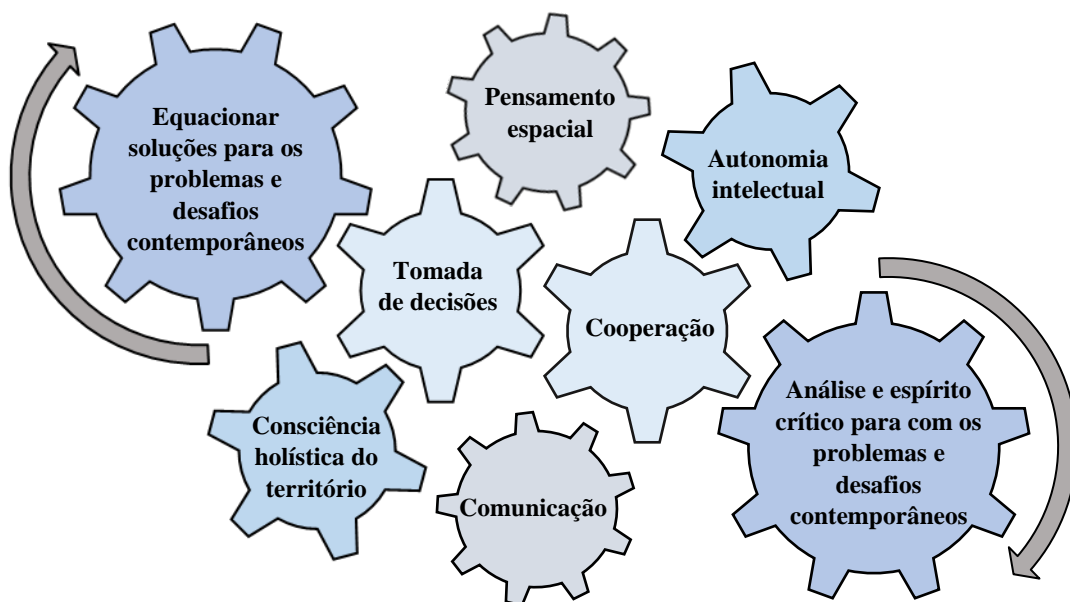 Equacionar
soluções para os
problemas e
desafios
contemporâneos
Pensamento
espacial
Autonomia
intelectual
Tomada
de decisões
Cooperação
Consciência
holística do
território
Comunicação
Análise e espírito
crítico para com os
problemas e
desafios
contemporâneos